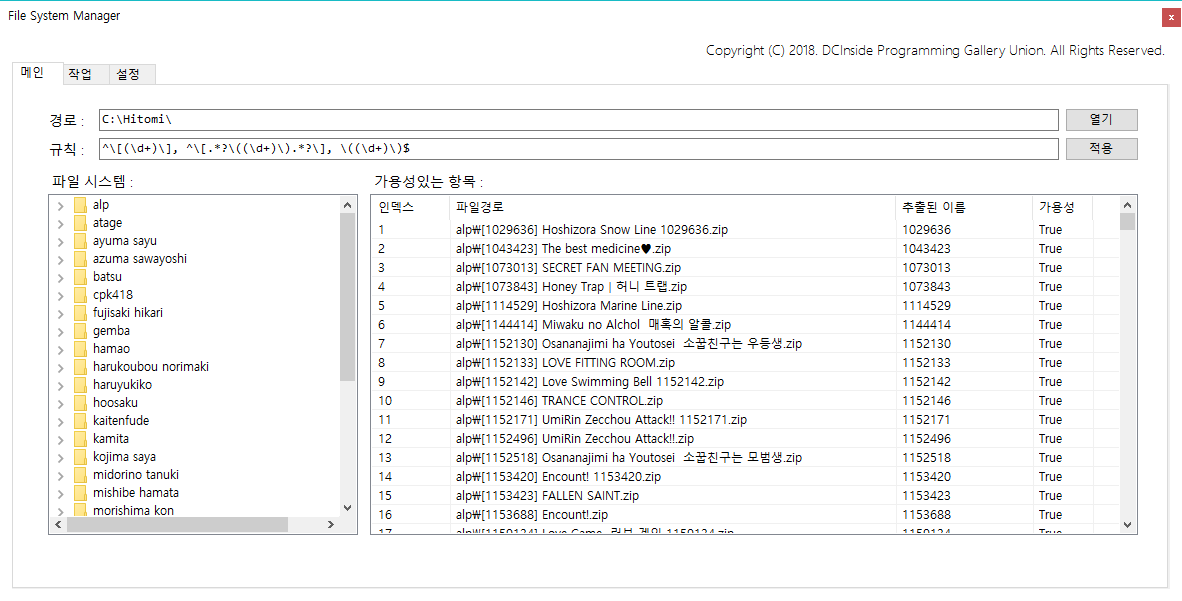 File System Manager
x
Copyright (C) 2018. DCInside Programming Gallery Union. All Rights Reserved.
메인 작업 설정
경로 : C:\Hitomi\ 열기
규칙 : ^\[(\d+)\], ^\[.*?\((\d+)\).*?\], \((\d+)\)$ 적용
파일 시스템 :
alp
atage
ayuma sayu
azuma sawayoshi
batsu
cpk418
fujisaki hikari
gemba
hamao
harukoubou norimaki
haruyukiko
hoosaku
kaitenfude
kamita
kojima saya
midorino tanuki
mishibe hamata
morishima kon
가용성있는 항목 :
인덱스 파일경로 추출된 이름 가용성
1 alp₩[1029636] Hoshizora Snow Line 1029636.zip 1029636 True
2 alp₩[1043423] The best medicine♥.zip 1043423 True
3 alp₩[1073013] SECRET FAN MEETING.zip 1073013 True
4 alp₩[1073843] Honey Trap | 허니 트랩.zip 1073843 True
5 alp₩[1114529] Hoshizora Marine Line.zip 1114529 True
6 alp₩[1144414] Miwaku no Alchol  매혹의 알콜.zip 1144414 True
7 alp₩[1152130] Osananajimi ha Youtosei  소꿉친구는 우등생.zip 1152130 True
8 alp₩[1152133] LOVE FITTING ROOM.zip 1152133 True
9 alp₩[1152142] Love Swimming Bell 1152142.zip 1152142 True
10 alp₩[1152146] TRANCE CONTROL.zip 1152146 True
11 alp₩[1152171] UmiRin Zecchou Attack!! 1152171.zip 1152171 True
12 alp₩[1152496] UmiRin Zecchou Attack!!.zip 1152496 True
13 alp₩[1152518] Osananajimi ha Youtosei  소꿉친구는 모범생.zip 1152518 True
14 alp₩[1153420] Encount! 1153420.zip 1153420 True
15 alp₩[1153423] FALLEN SAINT.zip 1153423 True
16 alp₩[1153688] Encount!.zip 1153688 True
17 alp₩[1159124] Love Game  러브 게임 1159124.zip 1159124 True